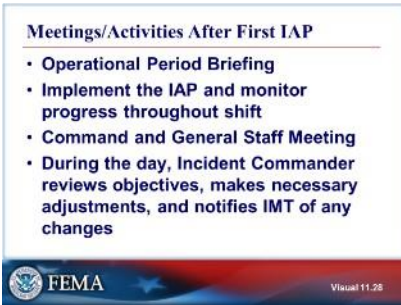 Meetings/Activities After First IAP
• Operational Period Briefing
• Implement the IAP and monitor
progress throughout shift
• Command and General Staff Meeting
• During the day, Incident Commander
reviews objectives, makes necessary
adjustments, and notifies IMT of any
changes
FEMA
Visual 11.28